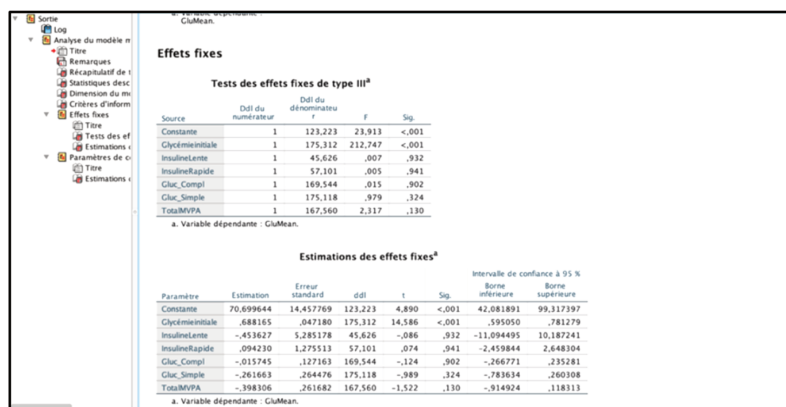 a. Variable dépendante :
GluMean.
Sortie
Log
Analyse du modèle m
Titre
Remarques
Récapitulatif de t
Statistiques desc
Dimension du mo
Critères d'inform
Effets fixes
Titre
Tests des ef
Estimations
Paramètres de c
Titre
Estimations
Effets fixes
Tests des effets fixes de type IIIa
Source Ddl du numérateur Ddl du dénominateu r F Sig.
Constante 1 123,223 23,913 <,001
Glycémieinitiale 1 175,312 212,747 <,001
InsulineLente 1 45,626 ,007 ,932
InsulineRapide 1 57,101 ,005 ,941
Gluc_Compl 1 169,544 ,015 ,902
Gluc_Simple 1 175,118 ,979 ,324
TotalMVPA 1 167,560 2,317 ,130
a. Variable dépendante : GluMean.
Estimations des effets fixesa
Intervalle de confiance à 95 %
Paramètre Estimation Erreur standard ddl t Sig. Borne inférieure Borne supérieure
Constante 70,699644 14,457769 123,223 4,890 <,001 42,081891 99,317397
Glycémieinitiale ,688165 ,047180 175,312 14,586 <,001 ,595050 ,781279
InsulineLente -,453627 5,285178 45,626 -,086 ,932 -11,094495 10,187241
InsulineRapide ,094230 1,275513 57,101 ,074 ,941 -2,459844 2,648304
Gluc_Compl -,015745 ,127163 169,544 -,124 ,902 -,266771 ,235281
Gluc_Simple -,261663 ,264476 175,118 -,989 ,324 -,783634 ,260308
TotalMVPA -,398306 ,261682 167,560 -1,522 ,130 -,914924 ,118313
a. Variable dépendante : GluMean.